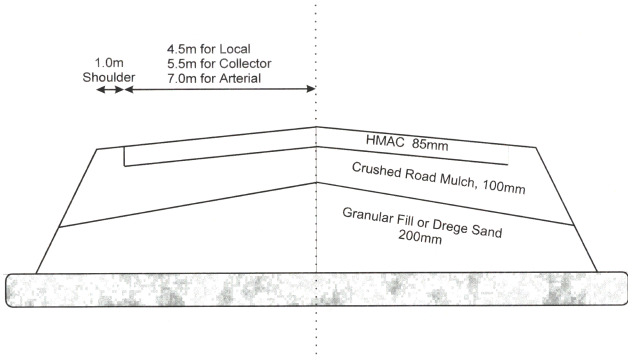 4.5m for Local
5.5m for Collector
7.0m for Arterial
1.0m
Shoulder
HMAC 85mm
Crushed Road Mulch, 100mm
Granular Fill or Drege Sand
200mm